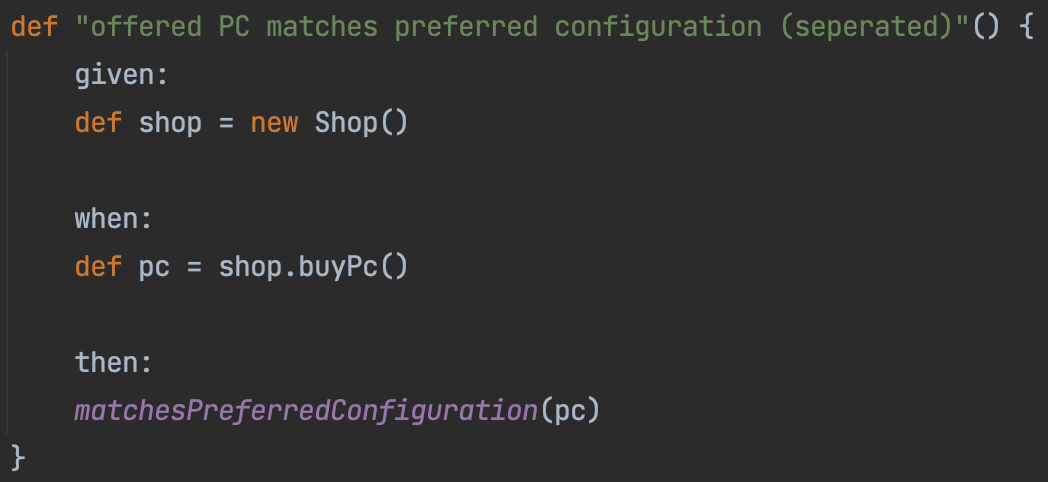 def "offered PC matches preferred configuration (seperated)"() {
given:
def shop = new Shop()
when:
def pc = shop.buyPc()
then:
matchesPreferredConfiguration(pc)
}